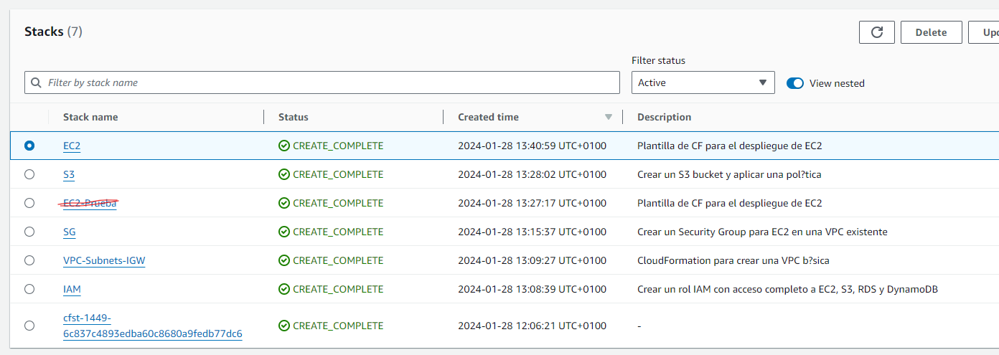 Stacks (7)
Delete
Upd
Filter status
Filter by stack name
Active
View nested
Stack name Status Created time Description
EC2 CREATE_COMPLETE 2024-01-28 13:40:59 UTC+0100 Plantilla de CF para el despliegue de EC2
S3 CREATE_COMPLETE 2024-01-28 13:28:02 UTC+0100 Crear un S3 bucket y aplicar una pol?tica
EC2-Prueba CREATE_COMPLETE 2024-01-28 13:27:17 UTC+0100 Plantilla de CF para el despliegue de EC2
SG CREATE_COMPLETE 2024-01-28 13:15:37 UTC+0100 Crear un Security Group para EC2 en una VPC existente
VPC-Subnets-IGW CREATE_COMPLETE 2024-01-28 13:09:27 UTC+0100 CloudFormation para crear una VPC b?sica
IAM CREATE_COMPLETE 2024-01-28 13:08:39 UTC+0100 Crear un rol IAM con acceso completo a EC2, S3, RDS y DynamoDB
cfst-1449-
6c837c4893edba60c8680a9fedb77dc6 CREATE_COMPLETE 2024-01-28 12:06:21 UTC+0100 -